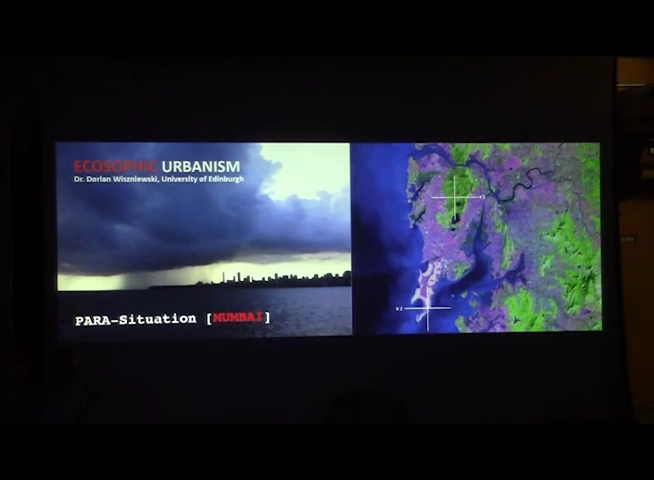 ECOSOPHIC URBANISM
Dr. Dorian Wiszniewski, University of Edinburgh
PARA-Situation [MUMBAI]